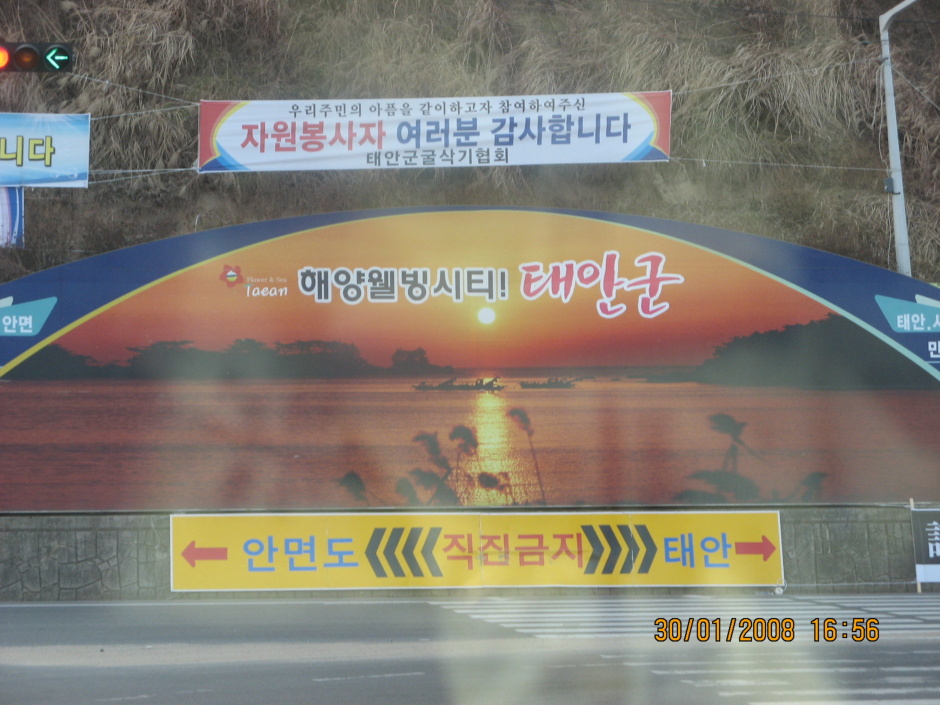 우리주민의 아픔을 같이하고자 참여하여주신
자원봉사자 여러분 감사합니다
태안군굴삭기협회
니다
Flower & Sea
Taean
해양웰빙시티! 태안군
안면
태안.서
민
안면도 직진금지 태안
30/01/2008 16:56